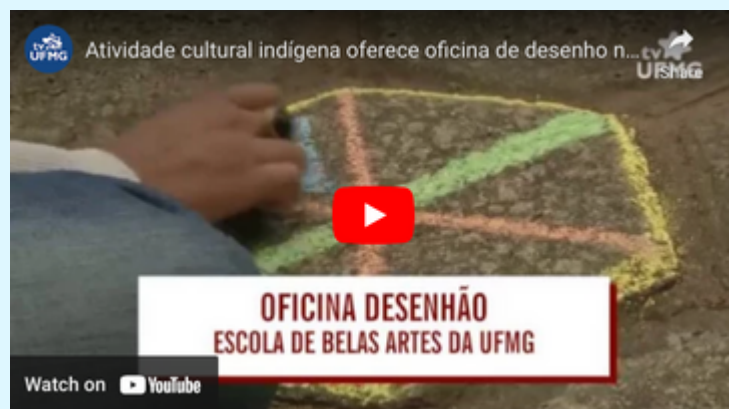 tv UFMG
Atividade cultural indígena oferece oficina de desenho n...
tv UFMG
Share
OFICINA DESENHÃO
ESCOLA DE BELAS ARTES DA UFMG
Watch on YouTube